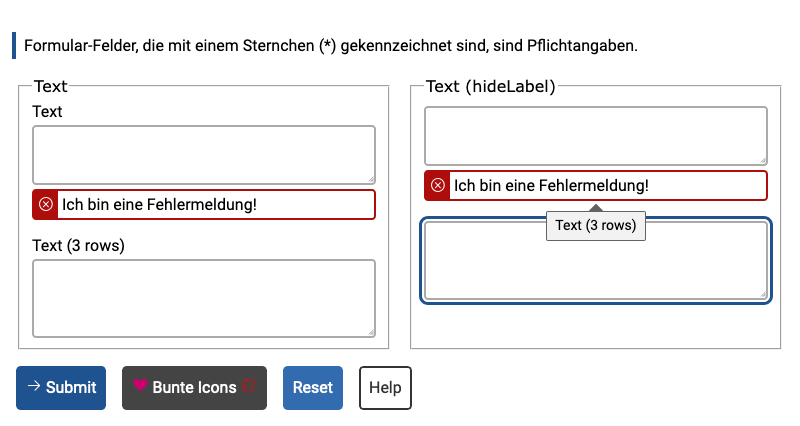 Formular-Felder, die mit einem Sternchen (*) gekennzeichnet sind, sind Pflichtangaben.
Text
Text
Ich bin eine Fehlermeldung!
Text (3 rows)
Text (hideLabel)
Ich bin eine Fehlermeldung!
Text (3 rows)
Submit
Bunte Icons
Reset
Help